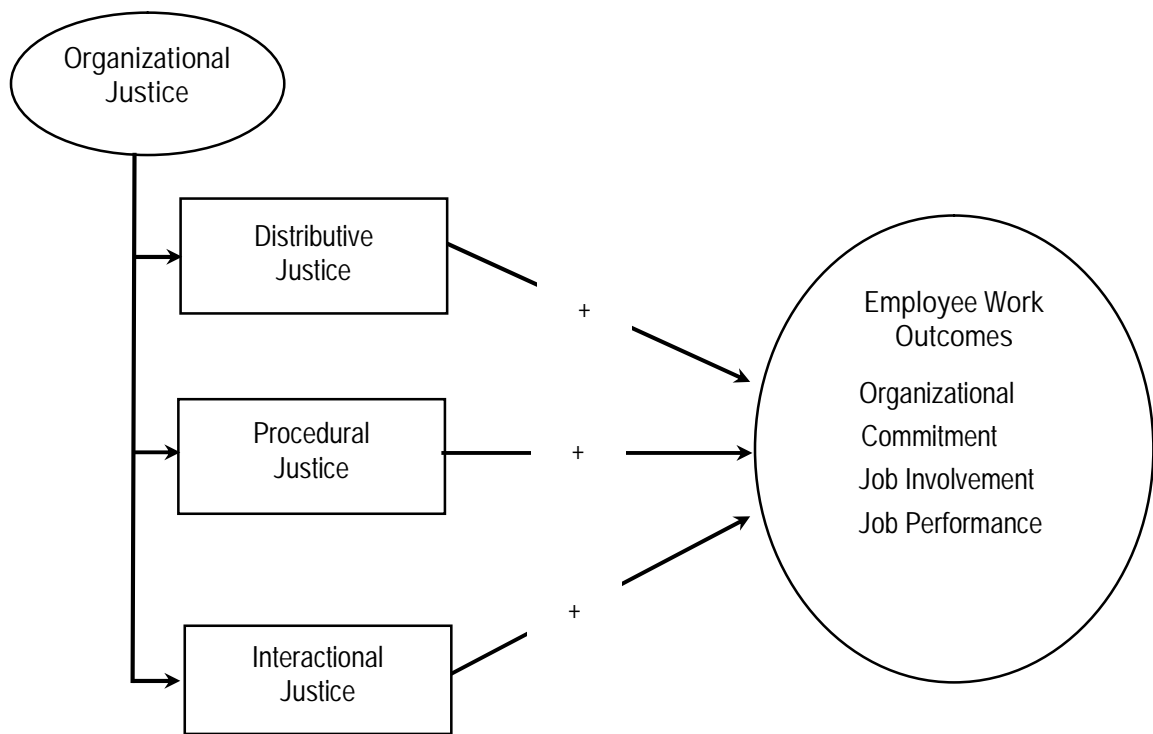 Organizational
Justice
Distributive
Justice
+
Procedural
Justice
+
Interactional
Justice
+
Employee Work
Outcomes
Organizational
Commitment
Job Involvement
Job Performance